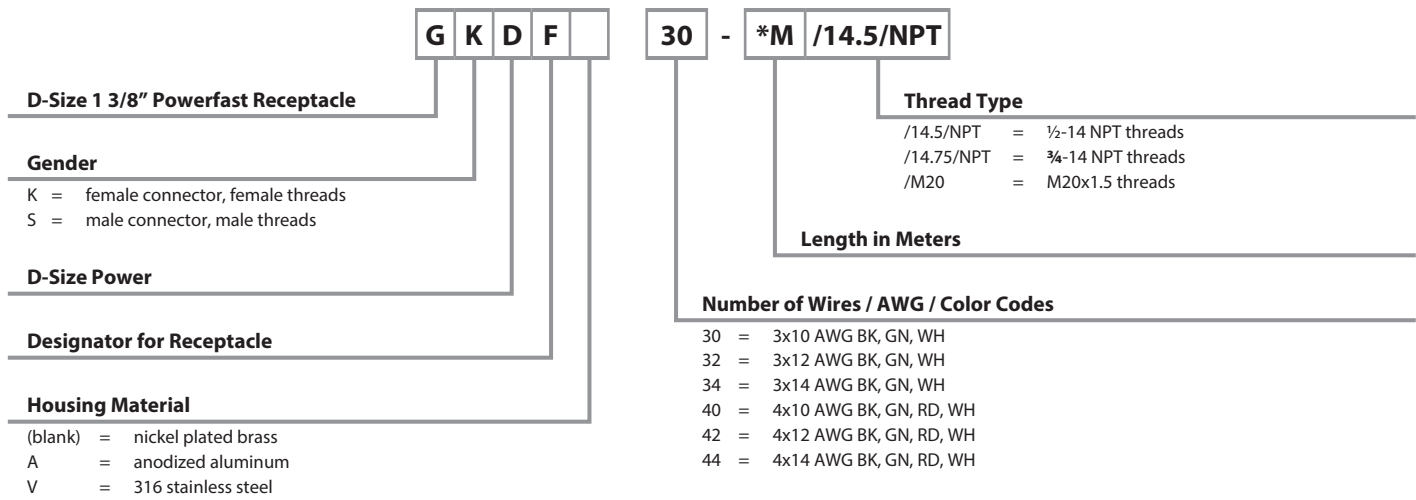 G K D F 30 - *M /14.5/NPT
D-Size 1 3/8” Powerfast Receptacle
Gender
K = female connector, female threads
S = male connector, male threads
D-Size Power
Designator for Receptacle
Housing Material
(blank) = nickel plated brass
A = anodized aluminum
V = 316 stainless steel
Thread Type
/14.5/NPT = ½-14 NPT threads
/14.75/NPT = ¾-14 NPT threads
/M20 = M20x1.5 threads
Length in Meters
Number of Wires / AWG / Color Codes
30 = 3x10 AWG BK, GN, WH
32 = 3x12 AWG BK, GN, WH
34 = 3x14 AWG BK, GN, WH
40 = 4x10 AWG BK, GN, RD, WH
42 = 4x12 AWG BK, GN, RD, WH
44 = 4x14 AWG BK, GN, RD, WH